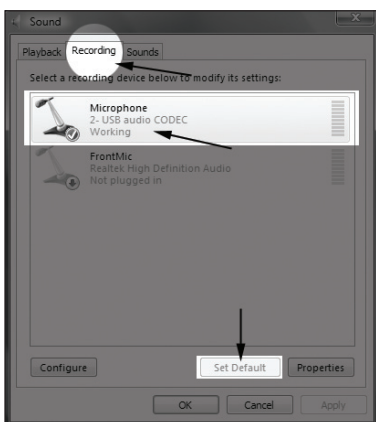 Sound
Playback Recording Sounds
Select a recording device below to modify its settings:
Microphone
2- USB audio CODEC
Working
FrontMic
Realtek High Definition Audio
Not plugged in
Configure Set Default Properties
OK Cancel Apply